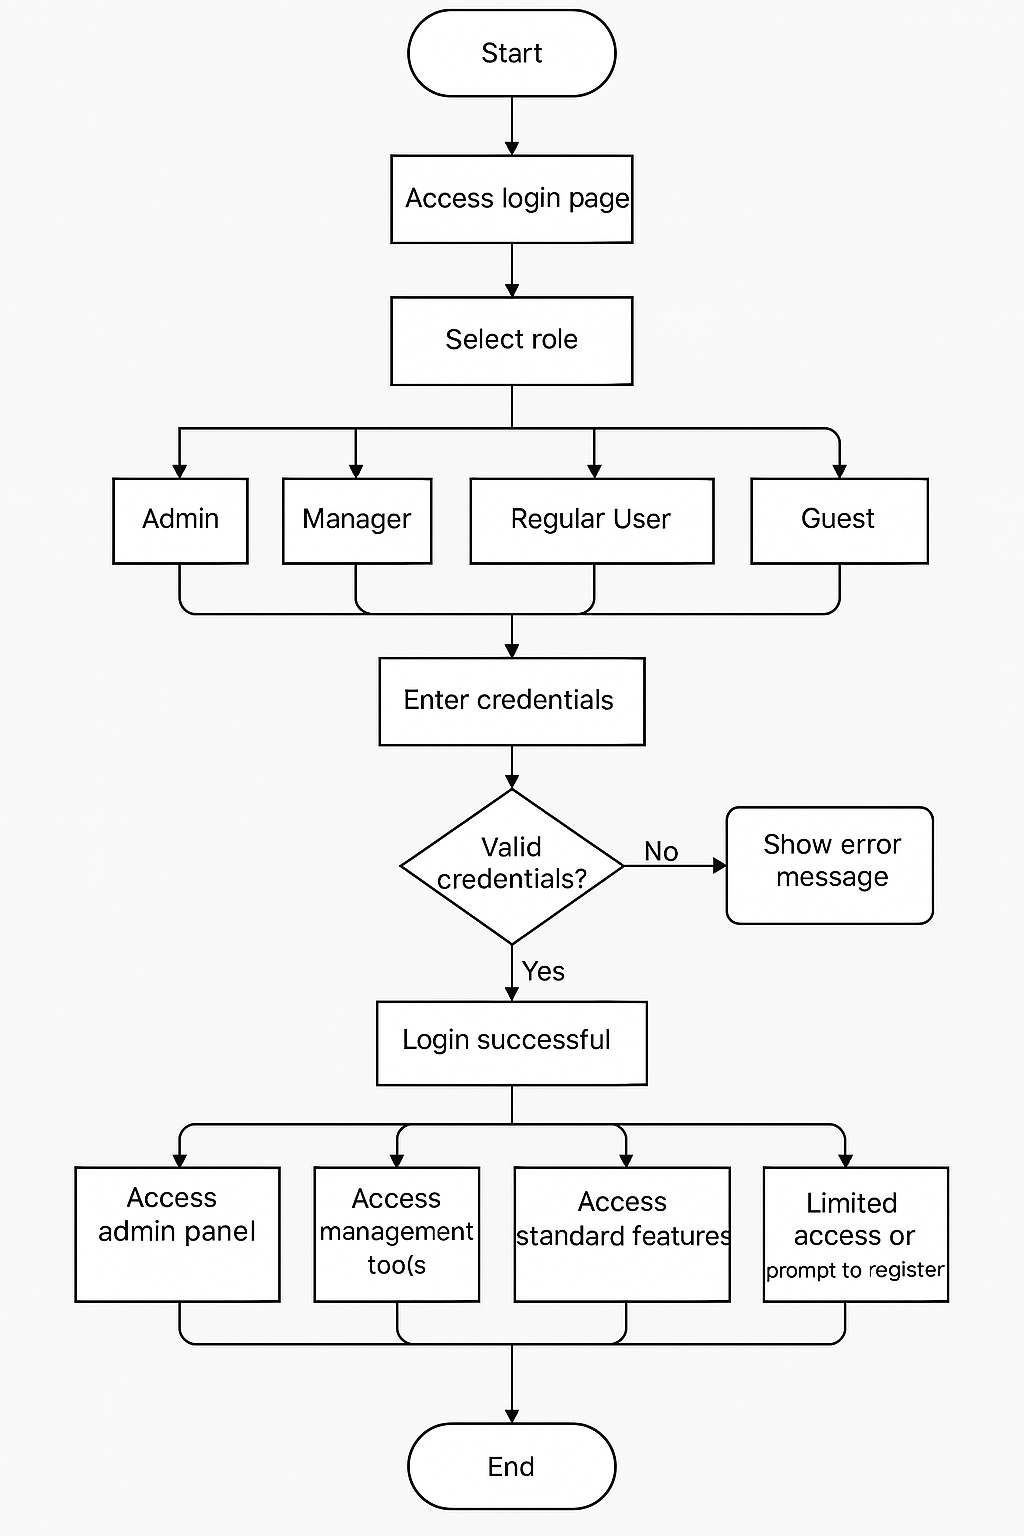 Start
Access login page
Select role
Admin
Manager
Regular User
Guest
Enter credentials
Valid
credentials?
No
Show error
message
Yes
Login successful
Access
admin panel
Access
management
too(s
Access
standard features
Limited
access or
prompt to register
End